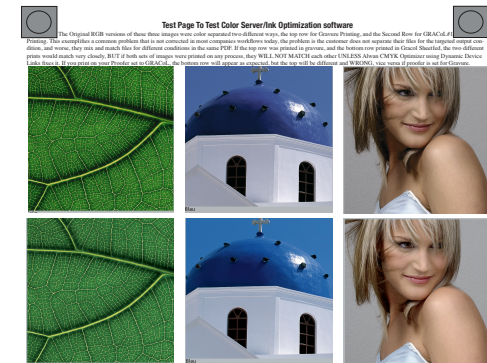 Test Page To Test Color Server/Ink Optimization software
The Original RGB versions of these three images were color separated two different ways, the top row for Gravure Printing, and the Second Row for GRACoL#1
Printing. This exemplifies a common problem that is not corrected in most companies workflows today, the problem is the customer does not separate their files for the targeted output con-
dition, and worse, they mix and match files for different conditions in the same PDF. If the top row was printed in gravure, and the bottom row printed in Gracol Sheetfed, the two different
prints would match very closely, BUT if both sets of images were printed on any process, they WILL NOT MATCH each other UNLESS Alwan CMYK Optimizer using Dynamic Device
Links fixes it. If you print on your Proofer set to GRACoL, the bottom row will appear as expected, but the top will be different and WRONG, vice versa if proofer is set for Gravure.
Blau
Blau